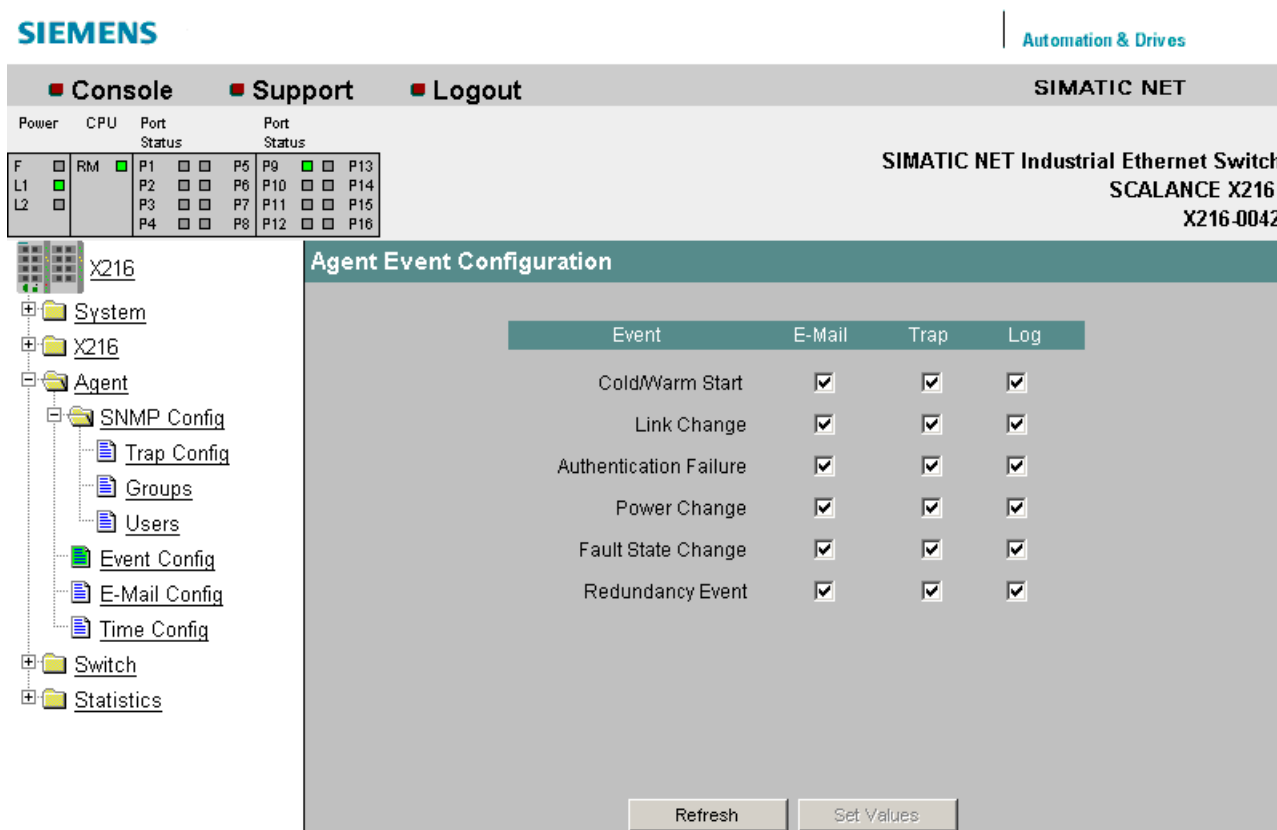 SIEMENS
Automation & Drives
Console Support Logout
SIMATIC NET
Power CPU Port Status Port Status
F RM P1 P5 P9 P13
L1 P2 P6 P10 P14
L2 P3 P7 P11 P15
P4 P8 P12 P16
SIMATIC NET Industrial Ethernet Switch
SCALANCE X216
X216-0042
X216
System
X216
Agent
SNMP Config
Trap Config
Groups
Users
Event Config
E-Mail Config
Time Config
Switch
Statistics
Agent Event Configuration
Event E-Mail Trap Log
Cold/Warm Start
Link Change
Authentication Failure
Power Change
Fault State Change
Redundancy Event
Refresh Set Values